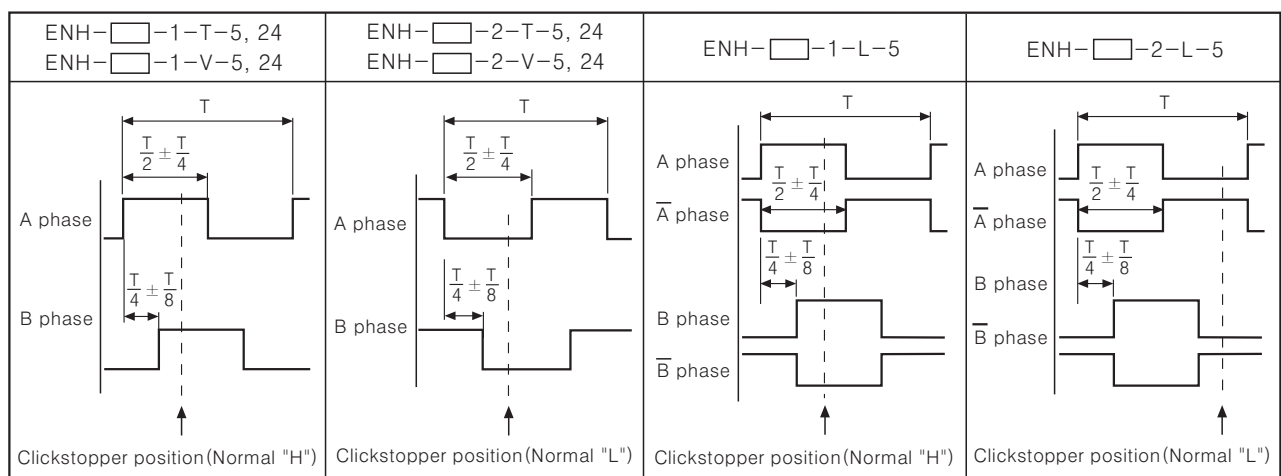 ENH-□-1-T-5, 24
ENH-□-1-V-5, 24
T
T/2 ± T/4
A phase
T/4 ± T/8
B phase
Clickstopper position(Normal "H")
ENH-□-2-T-5, 24
ENH-□-2-V-5, 24
T
T/2 ± T/4
A phase
T/4 ± T/8
B phase
Clickstopper position(Normal "L")
ENH-□-1-L-5
T
A phase
T/2 ± T/4
A̅ phase
T/4 ± T/8
B phase
B̅ phase
Clickstopper position(Normal "H")
ENH-□-2-L-5
T
A phase
T/2 ± T/4
A̅ phase
T/4 ± T/8
B phase
B̅ phase
Clickstopper position(Normal "L")